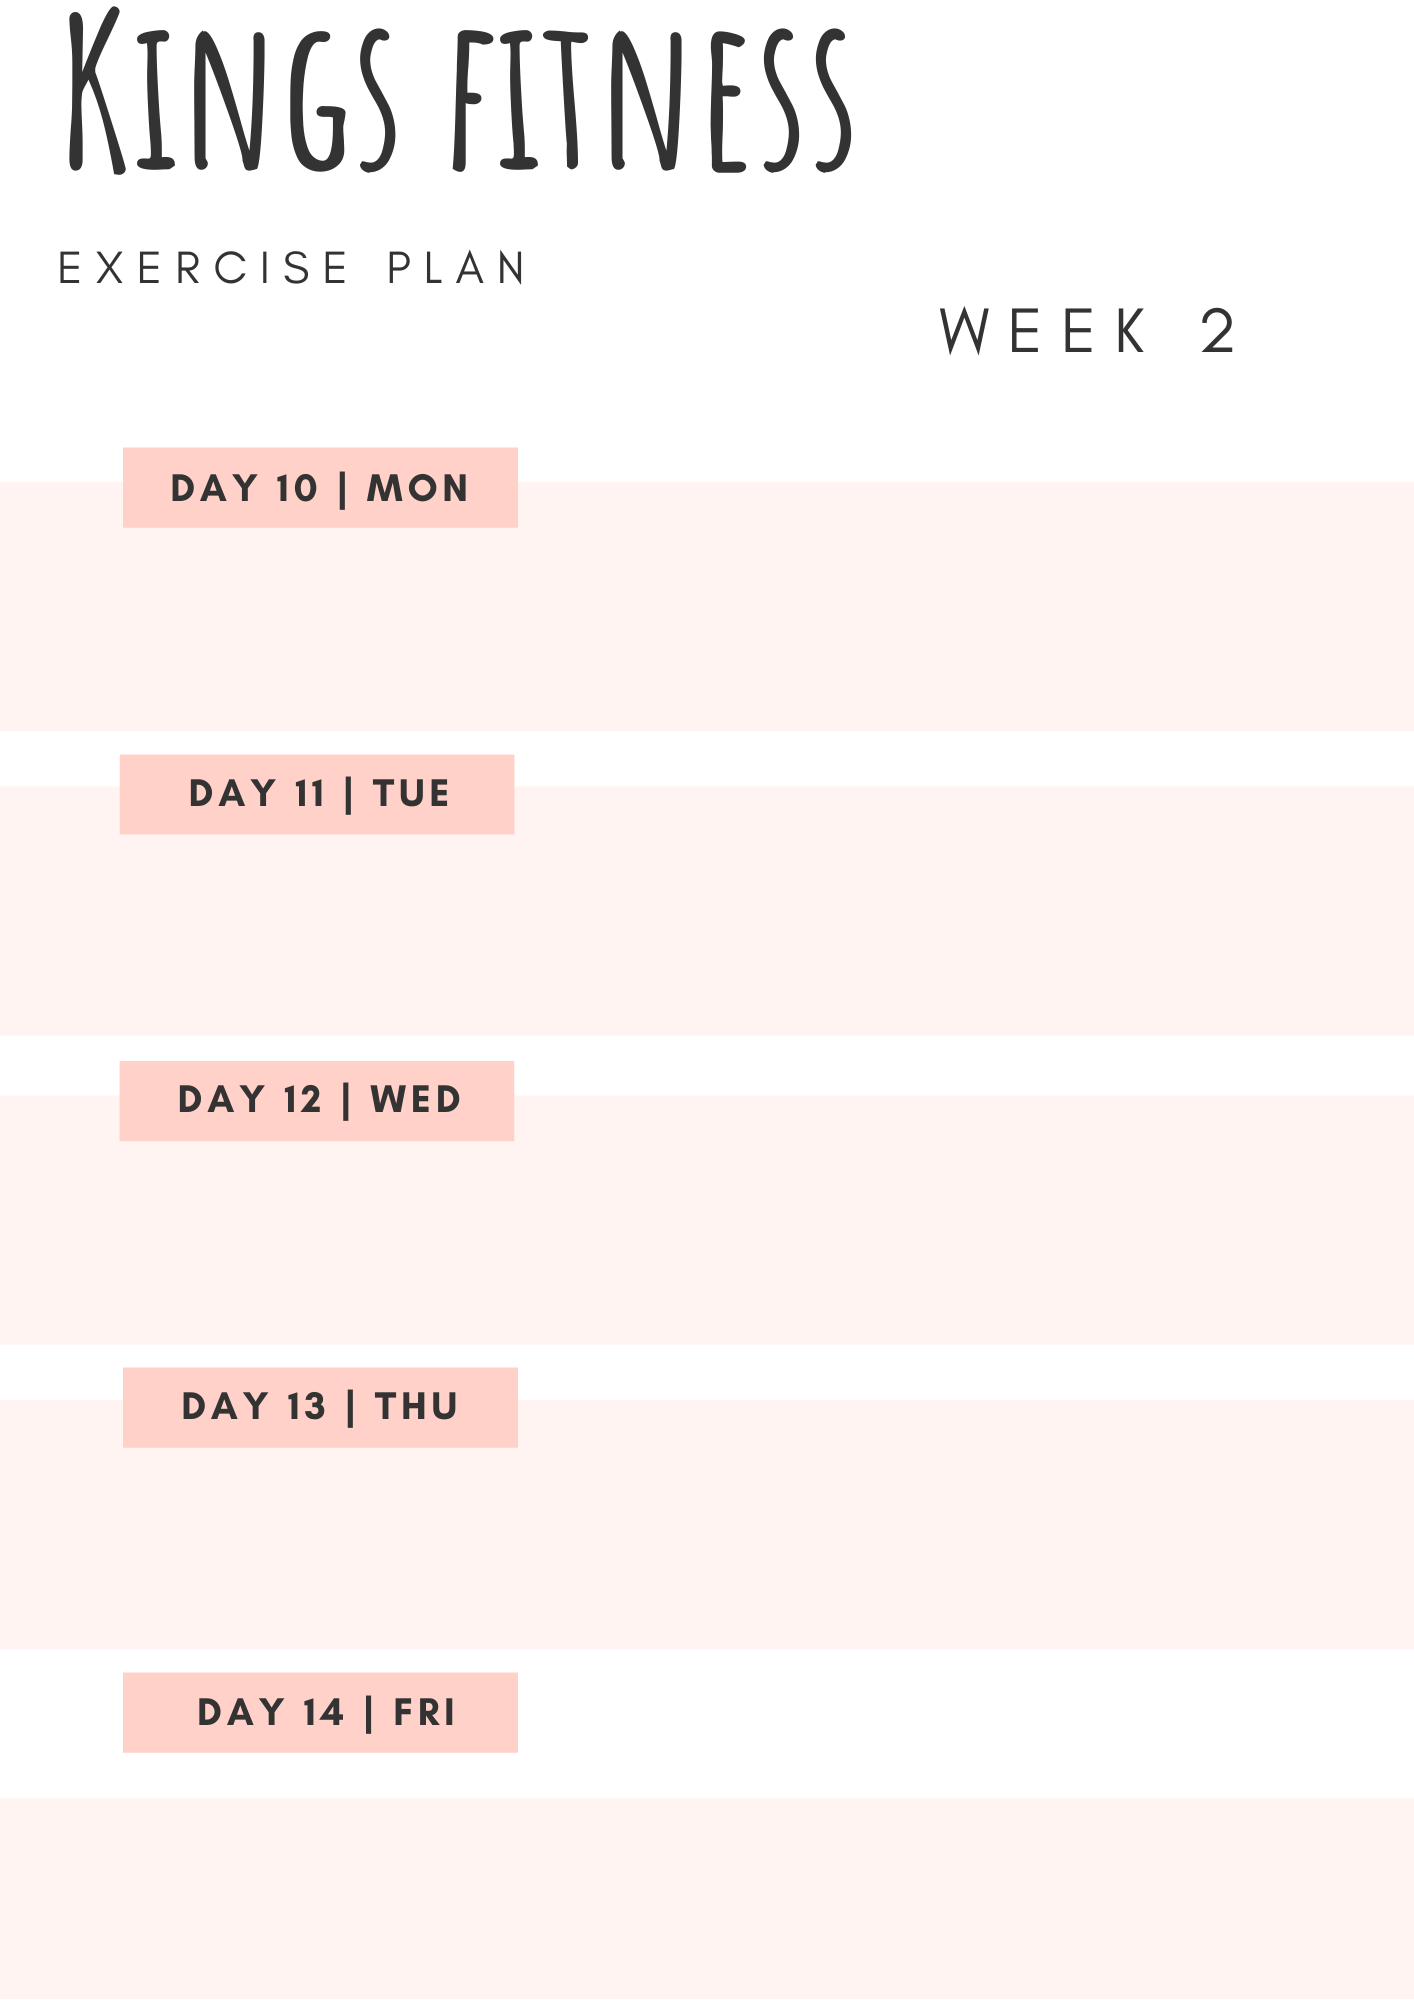 Kings fitness
EXERCISE PLAN
WEEK 2
DAY 10 | MON
DAY 11 | TUE
DAY 12 | WED
DAY 13 | THU
DAY 14 | FRI